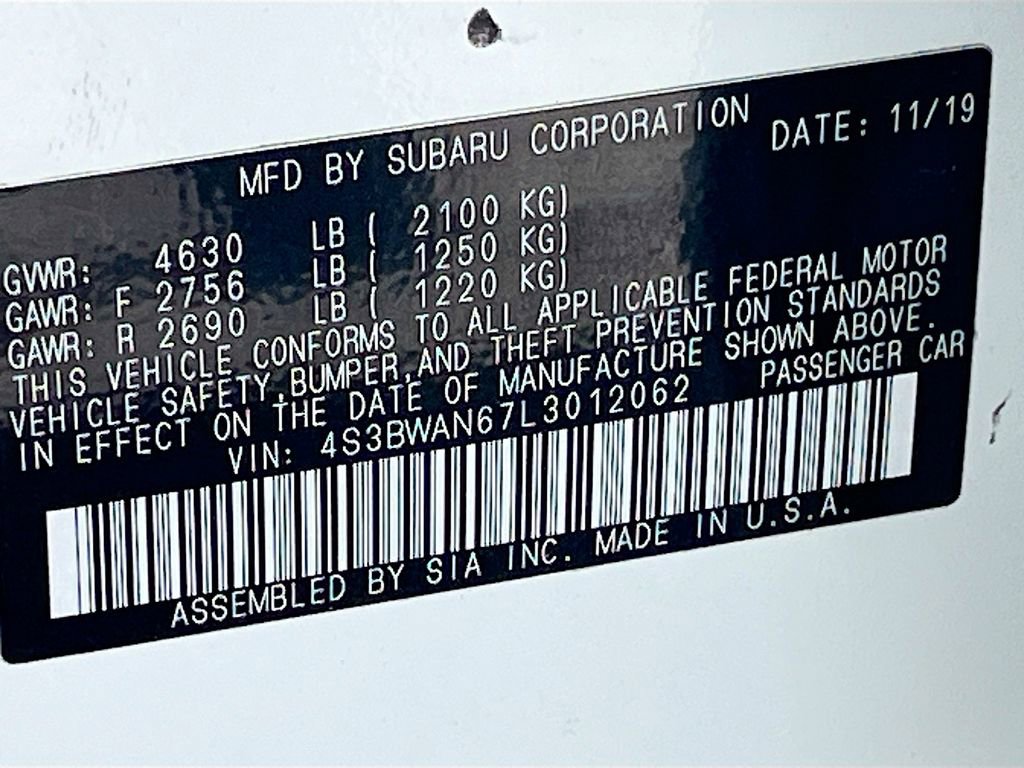 MFD BY SUBARU CORPORATION DATE: 11/19
GVWR: 4630 LB ( 2100 KG)
GAWR: F 2756 LB ( 1250 KG)
GAWR: R 2690 LB ( 1220 KG)
THIS VEHICLE CONFORMS TO ALL APPLICABLE FEDERAL MOTOR
VEHICLE SAFETY,BUMPER,AND THEFT PREVENTION STANDARDS
IN EFFECT ON THE DATE OF MANUFACTURE SHOWN ABOVE.
VIN: 4S3BWAN67L3012062 PASSENGER CAR
ASSEMBLED BY SIA INC. MADE IN U.S.A.